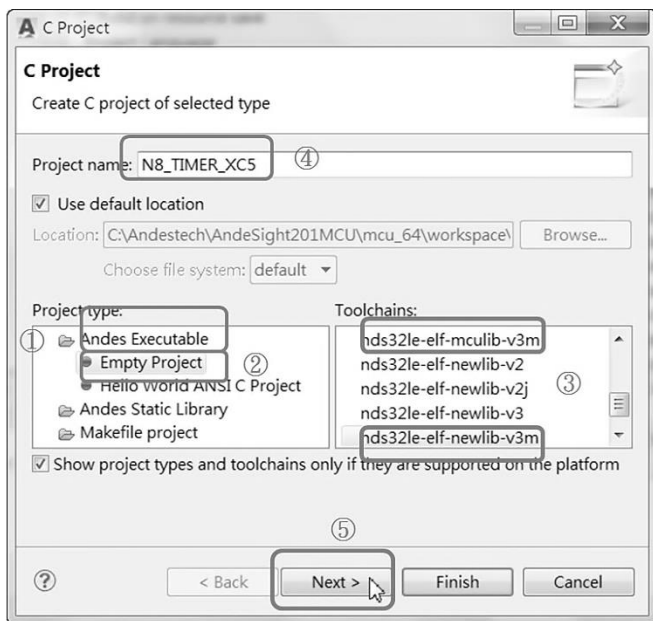 C Project
C Project
Create C project of selected type
Project name: N8_TIMER_XC5 ④
Use default location
Location: C:\Andestech\AndeSight201MCU\mcu_64\workspace\ Browse...
Choose file system: default
Project type:
① Andes Executable
Empty Project ②
Hello World ANSI C Project
Andes Static Library
Makefile project
Toolchains:
nds32le-elf-mculib-v3m
nds32le-elf-newlib-v2
nds32le-elf-newlib-v2j ③
nds32le-elf-newlib-v3
nds32le-elf-newlib-v3m
Show project types and toolchains only if they are supported on the platform
⑤
? < Back Next > Finish Cancel